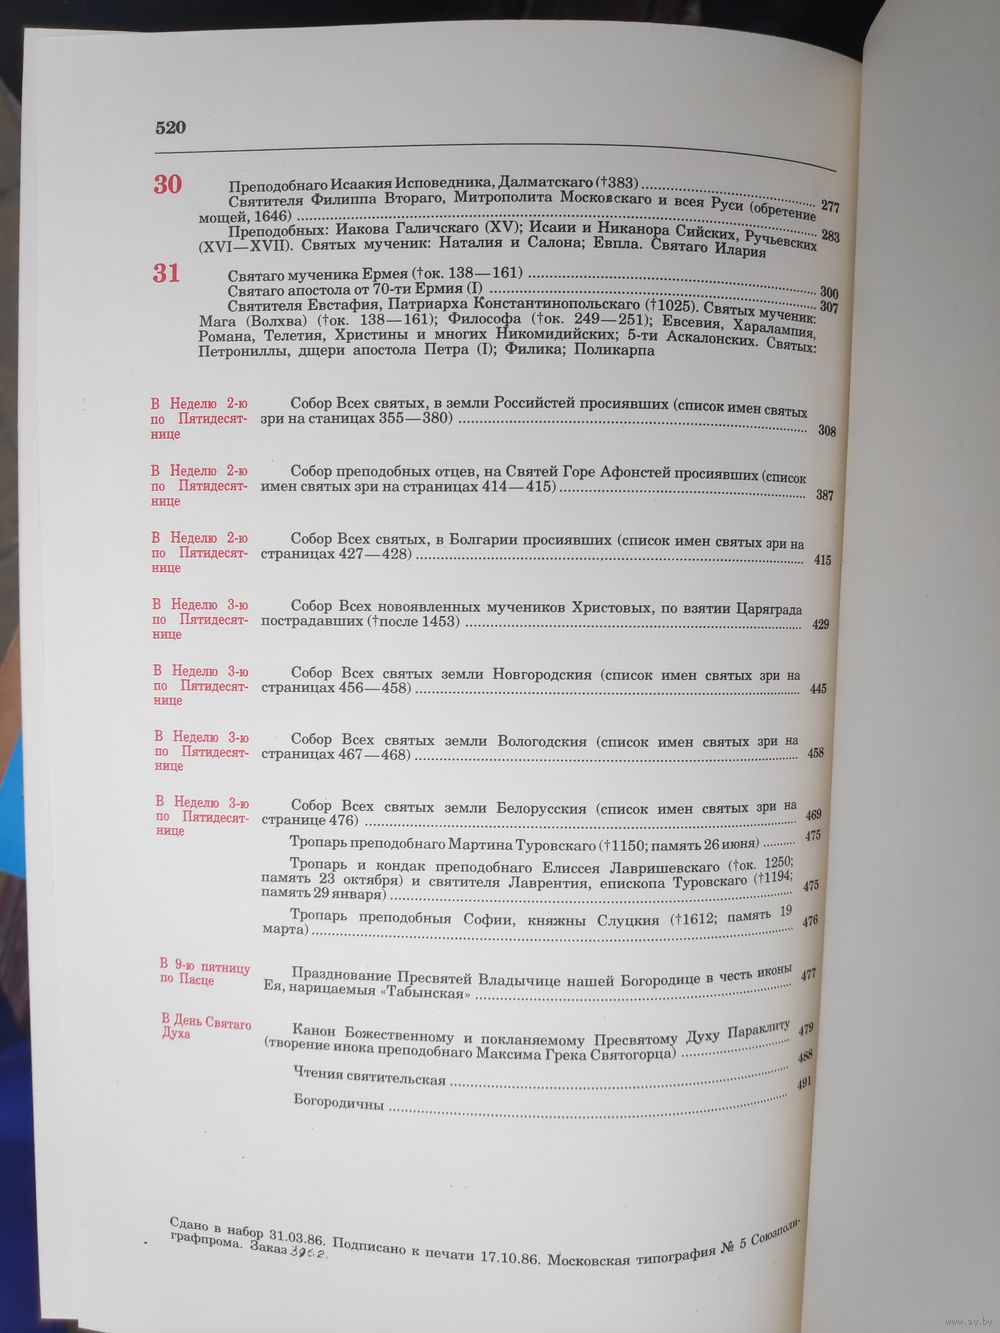 520
30 Преподобнаго Исаакия Исповедника, Далматскаго (†383) ........ 277
Святителя Филиппа Втораго, Митрополита Московскаго и всея Руси (обретение
мощей, 1646) ........ 283
Преподобных: Иакова Галичскаго (XV); Исаии и Никанора Сийских, Ручьевских
(XVI—XVII). Святых мученик: Наталия и Салона; Евпла. Святаго Илария
31 Святаго мученика Ермея (†ок. 138—161) ........ 300
Святаго апостола от 70-ти Ермия (I) ........ 307
Святителя Евстафия, Патриарха Константинопольскаго (†1025). Святых мученик:
Мага (Волхва) (†ок. 138—161); Философа (†ок. 249—251); Евсевия, Харалампия,
Романа, Телетия, Христины и многих Никомидийских; 5-ти Аскалонских. Святых:
Петрониллы, дщери апостола Петра (I); Филика; Поликарпа
В Неделю 2-ю
по Пятидесят-
нице
Собор Всех святых, в земли Российстей просиявших (список имен святых
зри на станицах 355—380) ........ 308
В Неделю 2-ю
по Пятидесят-
нице
Собор преподобных отцев, на Святей Горе Афонстей просиявших (список
имен святых зри на страницах 414—415) ........ 387
В Неделю 2-ю
по Пятидесят-
нице
Собор Всех святых, в Болгарии просиявших (список имен святых зри на
страницах 427—428) ........ 415
В Неделю 3-ю
по Пятидесят-
нице
Собор Всех новоявленных мучеников Христовых, по взятии Царяграда
пострадавших (†после 1453) ........ 429
В Неделю 3-ю
по Пятидесят-
нице
Собор Всех святых земли Новгородския (список имен святых зри на
страницах 456—458) ........ 445
В Неделю 3-ю
по Пятидесят-
нице
Собор Всех святых земли Вологодския (список имен святых зри на
страницах 467—468) ........ 458
В Неделю 3-ю
по Пятидесят-
нице
Собор Всех святых земли Белорусския (список имен святых зри на
странице 476) ........ 469
Тропарь преподобнаго Мартина Туровскаго (†1150; память 26 июня) ........ 475
Тропарь и кондак преподобнаго Елиссея Лавришевскаго (†ок. 1250;
память 23 октября) и святителя Лаврентия, епископа Туровскаго (†1194;
память 29 января) ........ 475
Тропарь преподобныя Софии, княжны Слуцкия (†1612; память 19
марта) ........ 476
В 9-ю пятницу
по Пасце
Празднование Пресвятей Владычице нашей Богородице в честь иконы
Ея, нарицаемыя «Табынская» ........ 477
В День Святаго
Духа
Канон Божественному и покланяемому Пресвятому Духу Параклиту
(творение инока преподобнаго Максима Грека Святогорца) ........ 479
Чтения святительская ........ 488
Богородичны ........ 491
Сдано в набор 31.03.86. Подписано к печати 17.10.86. Московская типография № 5 Союзполи-
графпрома. Заказ 3962.
www.ay.by